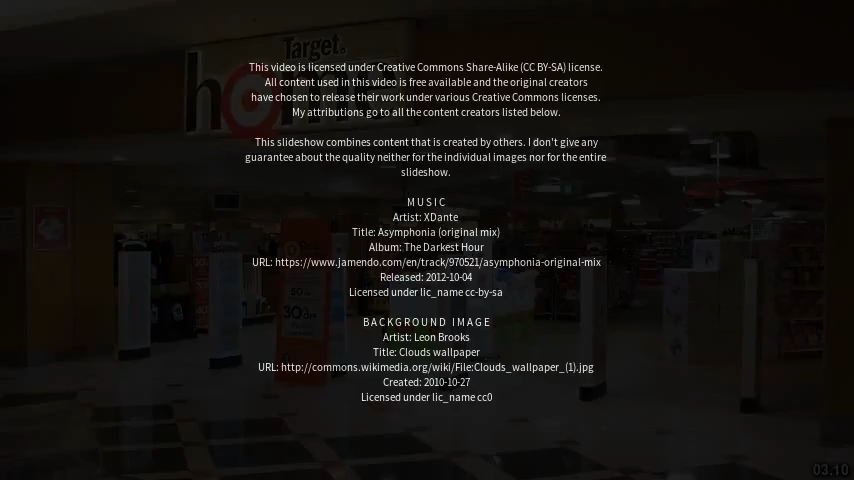 Target.
home
This video is licensed under Creative Commons Share-Alike (CC BY-SA) license.
All content used in this video is free available and the original creators
have chosen to release their work under various Creative Commons licenses.
My attributions go to all the content creators listed below.
This slideshow combines content that is created by others. I don't give any
guarantee about the quality neither for the individual images nor for the entire
slideshow.
MUSIC
Artist: XDante
Title: Asymphonia (original mix)
Album: The Darkest Hour
URL: https://www.jamendo.com/en/track/970521/asymphonia-original-mix
Released: 2012-10-04
Licensed under lic_name cc-by-sa
BACKGROUND IMAGE
Artist: Leon Brooks
Title: Clouds wallpaper
URL: http://commons.wikimedia.org/wiki/File:Clouds_wallpaper_(1).jpg
Created: 2010-10-27
Licensed under lic_name cc0
03.10